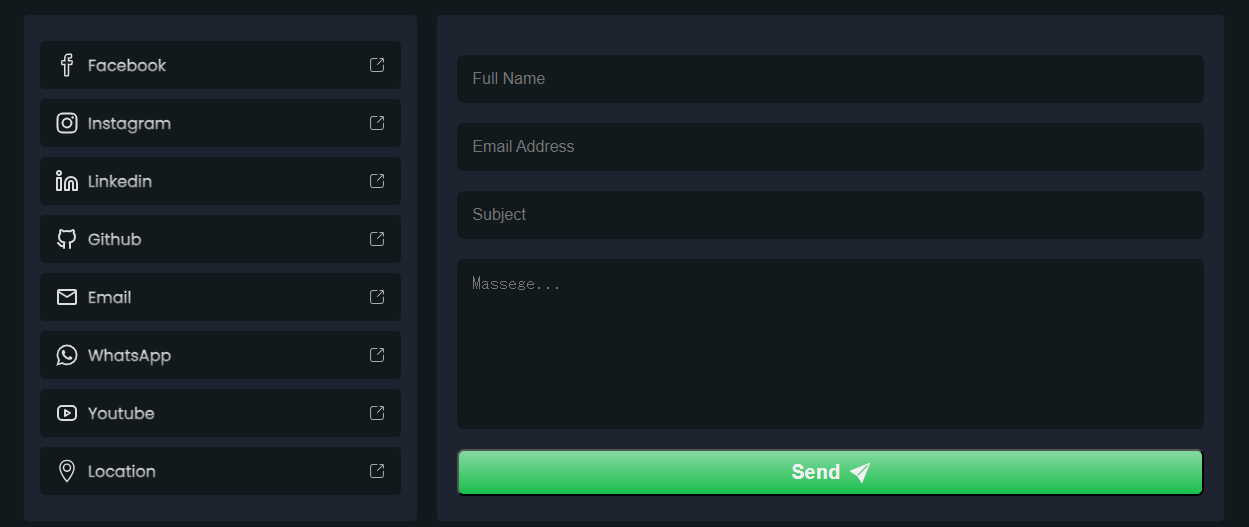 Facebook
Instagram
Linkedin
Github
Email
WhatsApp
Youtube
Location
Full Name
Email Address
Subject
Massege...
Send